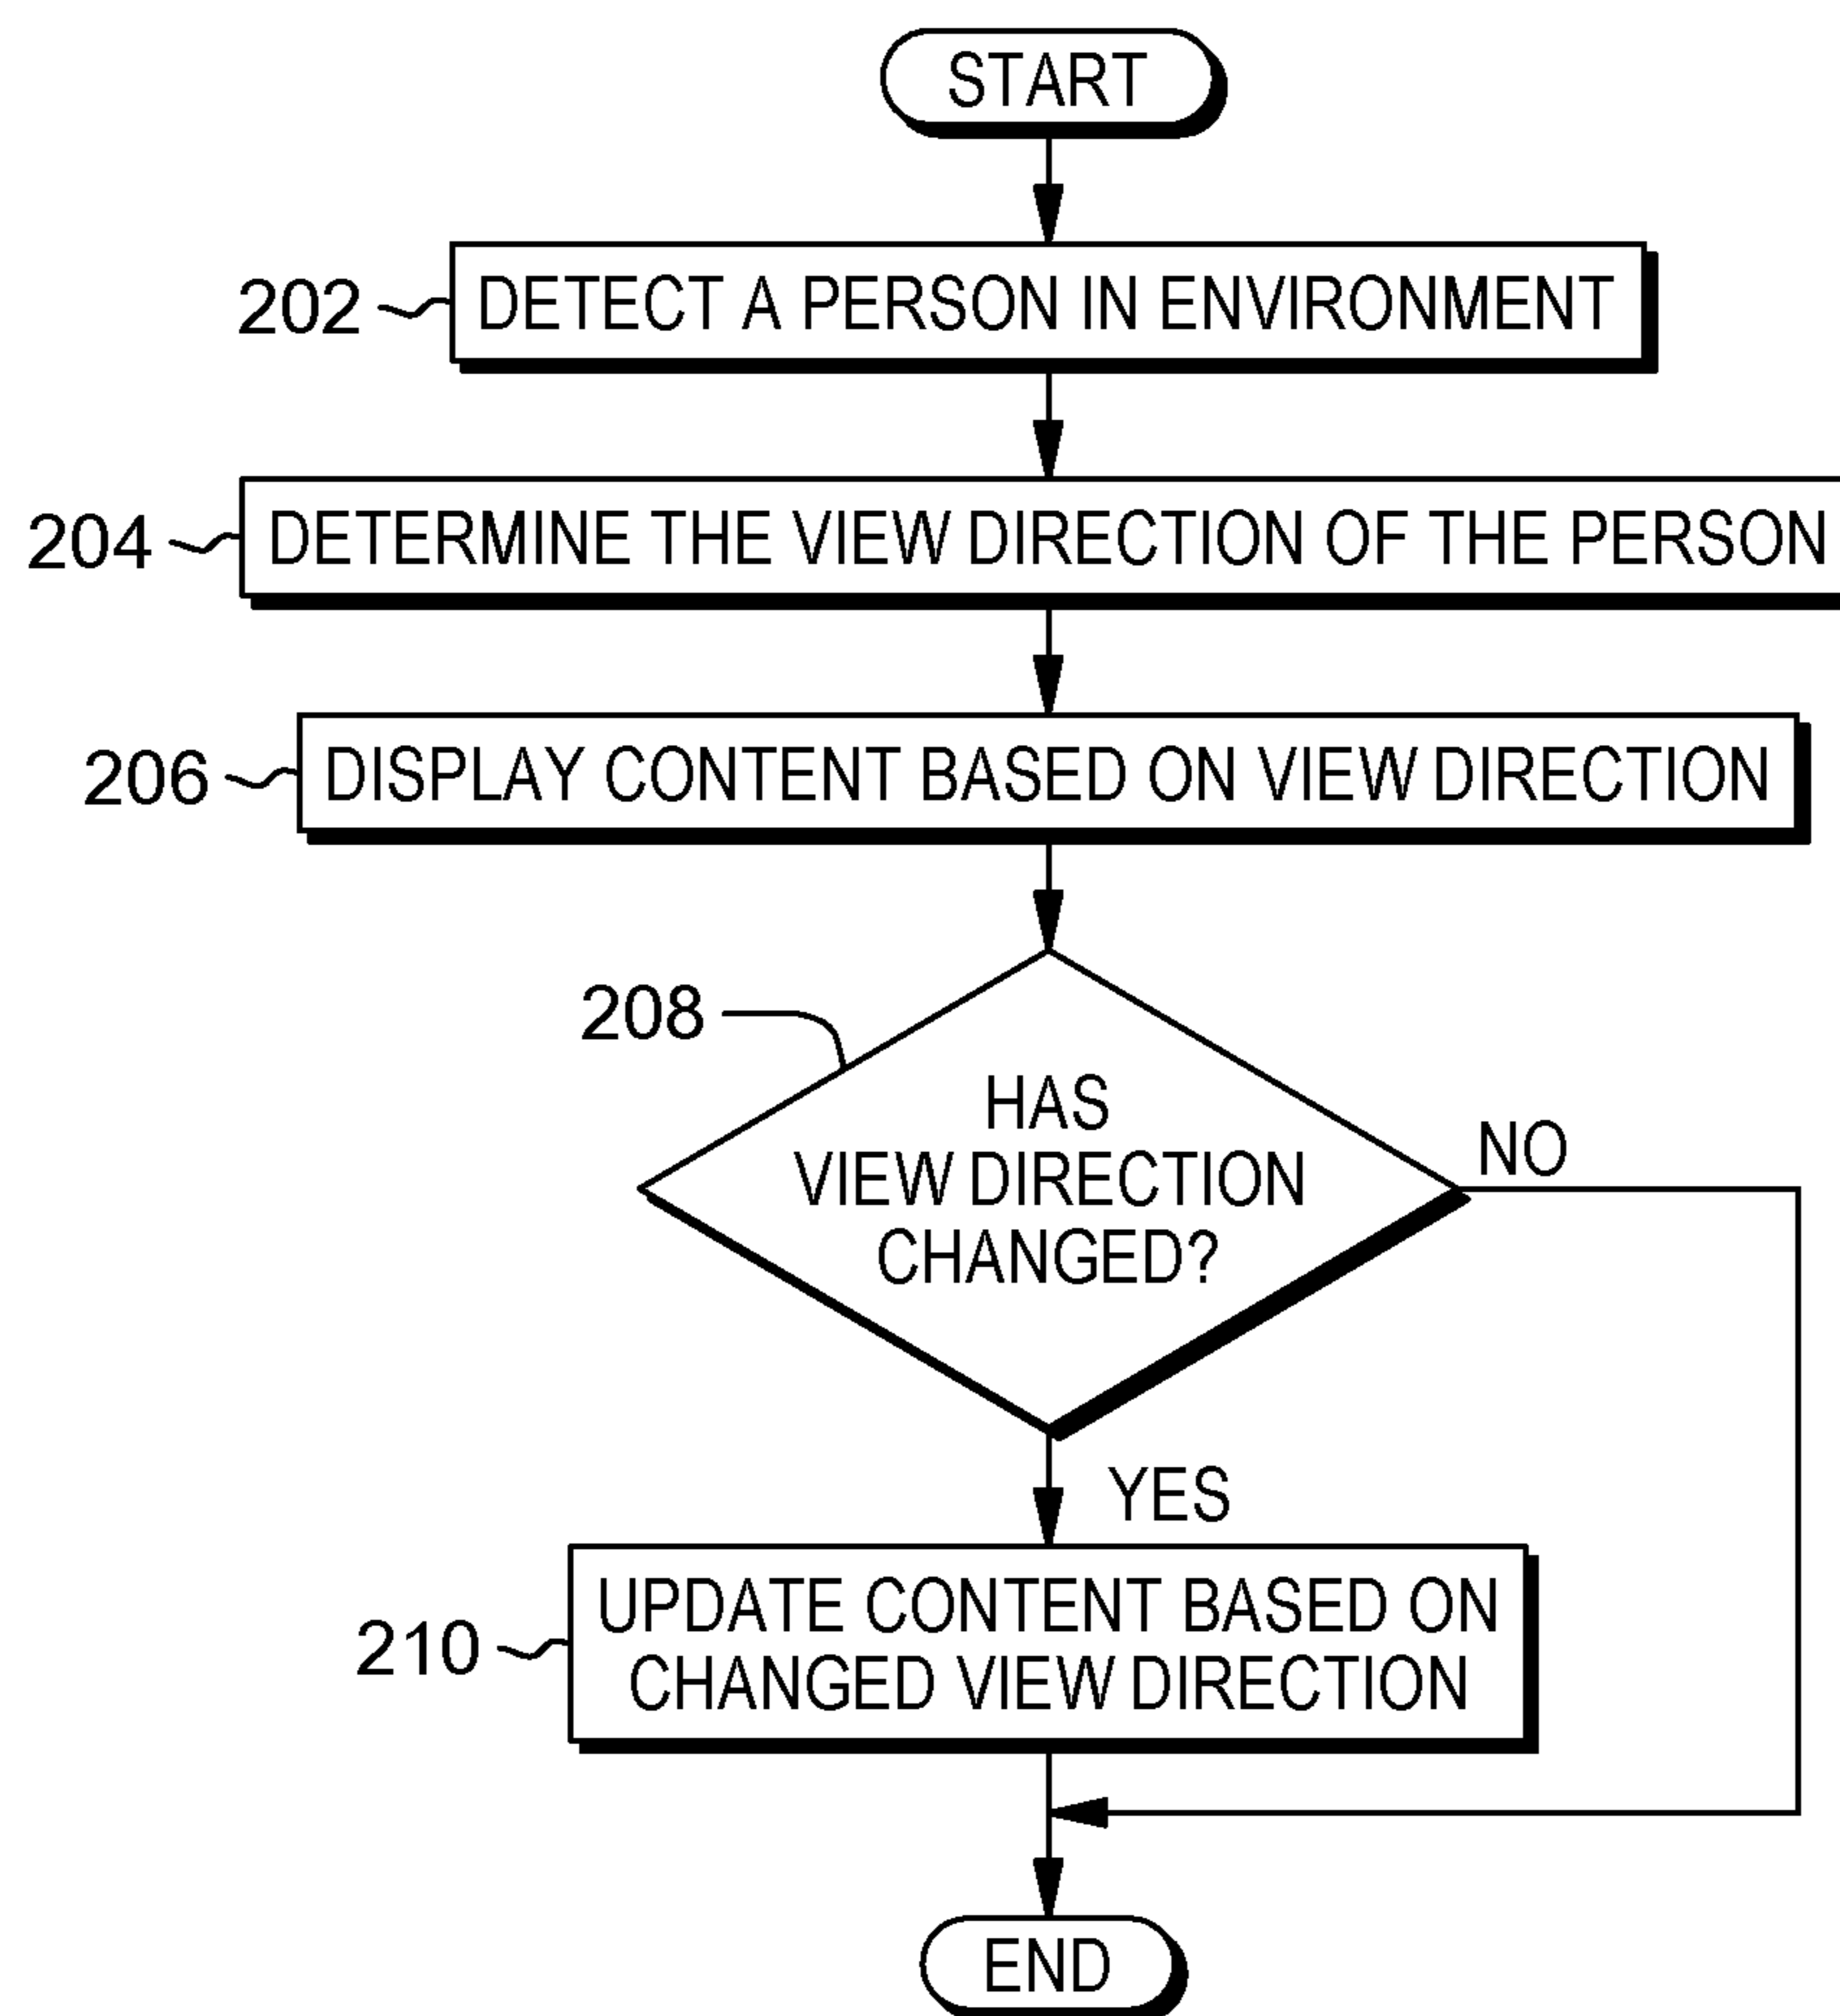 START
202
DETECT A PERSON IN ENVIRONMENT
204
DETERMINE THE VIEW DIRECTION OF THE PERSON
206
DISPLAY CONTENT BASED ON VIEW DIRECTION
208
HAS
VIEW DIRECTION
CHANGED?
NO
YES
210
UPDATE CONTENT BASED ON
CHANGED VIEW DIRECTION
END